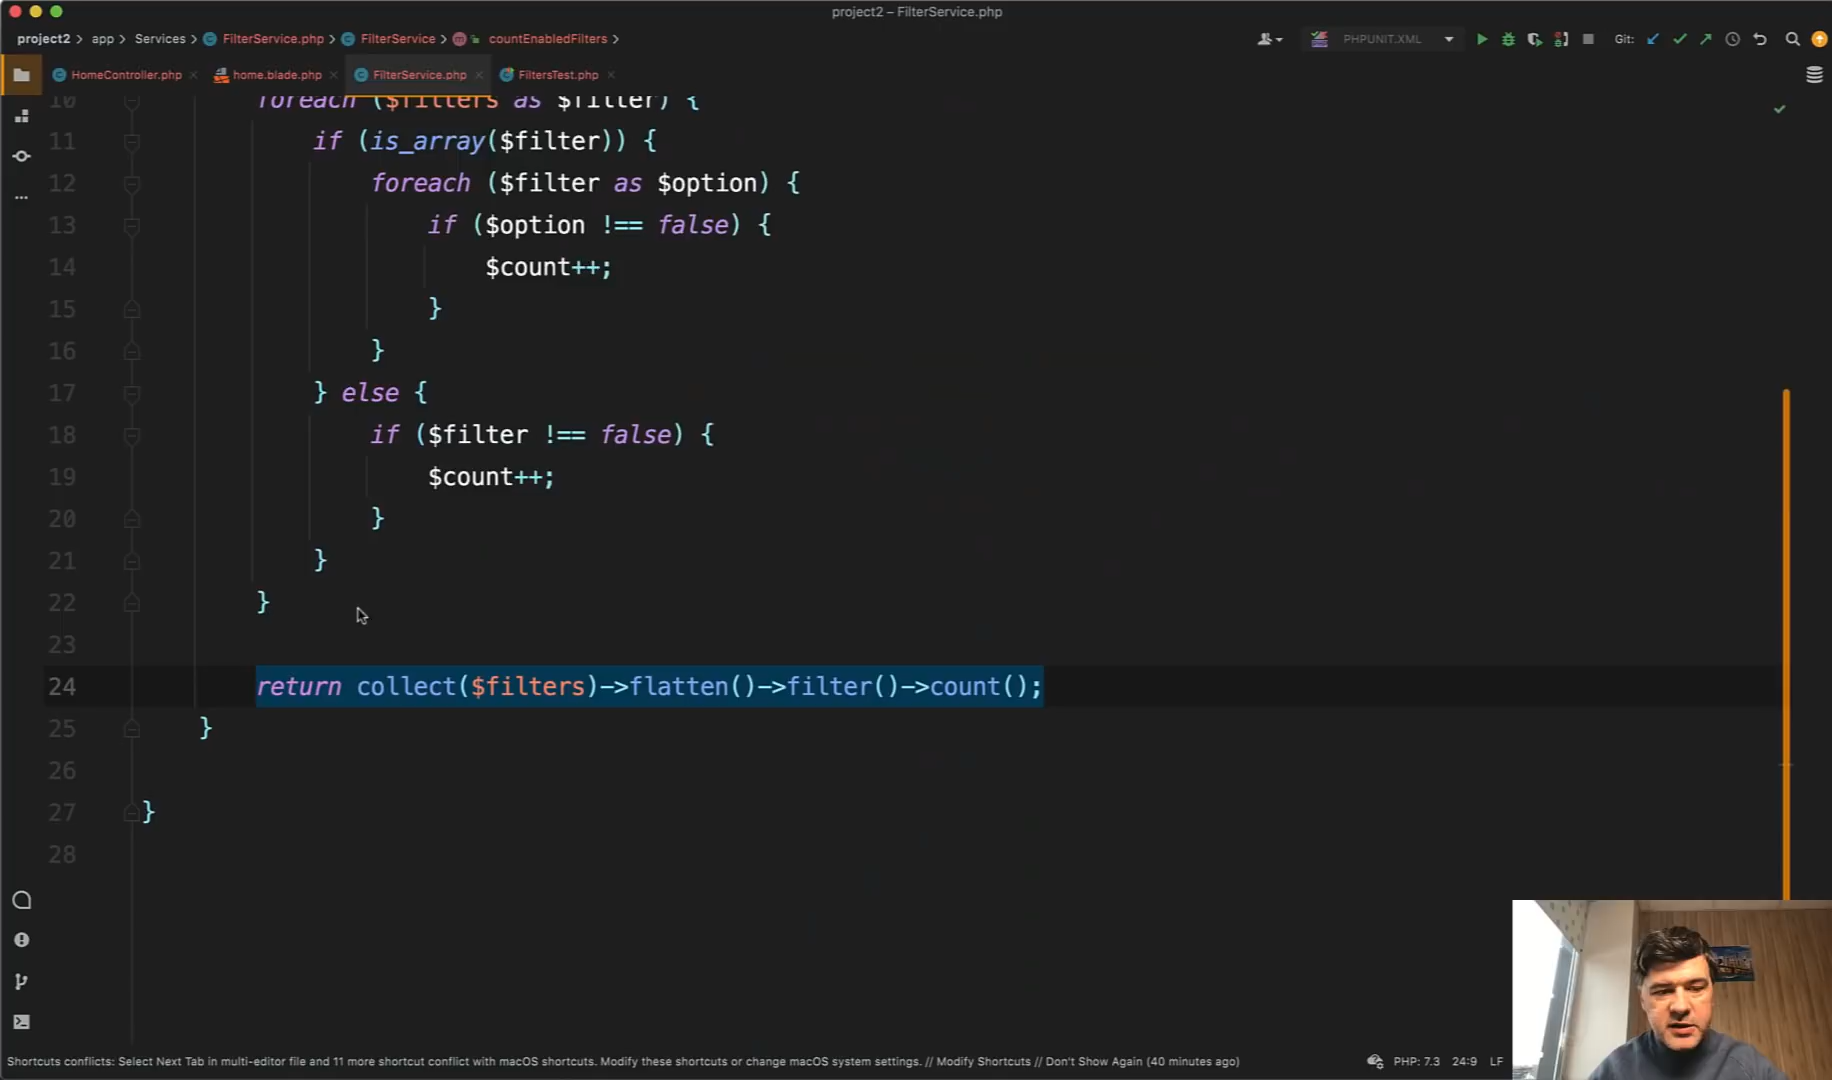 project2 – FilterService.php
project2 > app > Services > FilterService.php > FilterService > countEnabledFilters >
PHPUNIT.XML
Git:
HomeController.php
home.blade.php
FilterService.php
FiltersTest.php
10 foreach ($filters as $filter) {
11 if (is_array($filter)) {
12 foreach ($filter as $option) {
13 if ($option !== false) {
14 $count++;
15 }
16 }
17 } else {
18 if ($filter !== false) {
19 $count++;
20 }
21 }
22 }
23
24 return collect($filters)->flatten()->filter()->count();
25 }
26
27 }
28
Shortcuts conflicts: Select Next Tab in multi-editor file and 11 more shortcut conflict with macOS shortcuts. Modify these shortcuts or change macOS system settings. // Modify Shortcuts // Don't Show Again (40 minutes ago)
PHP: 7.3 24:9 LF